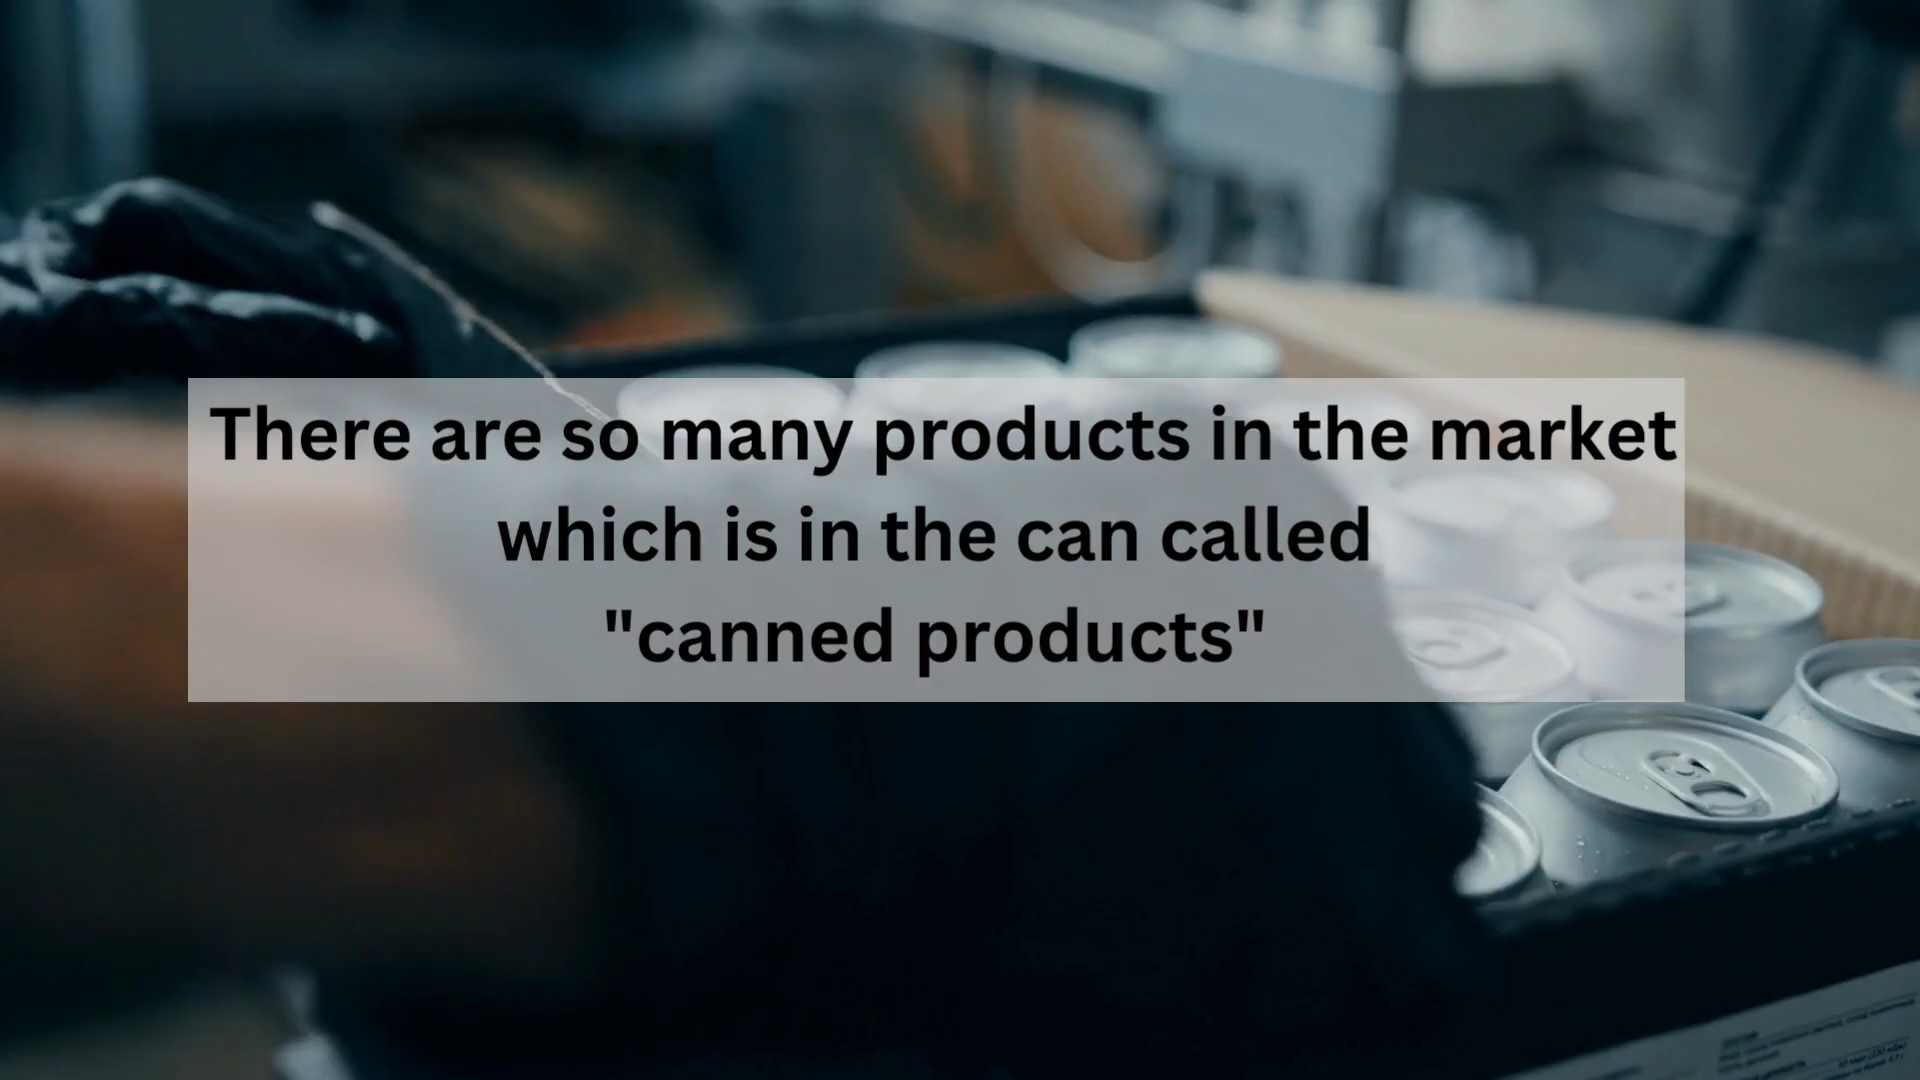 There are so many products in the market
which is in the can called
"canned products"